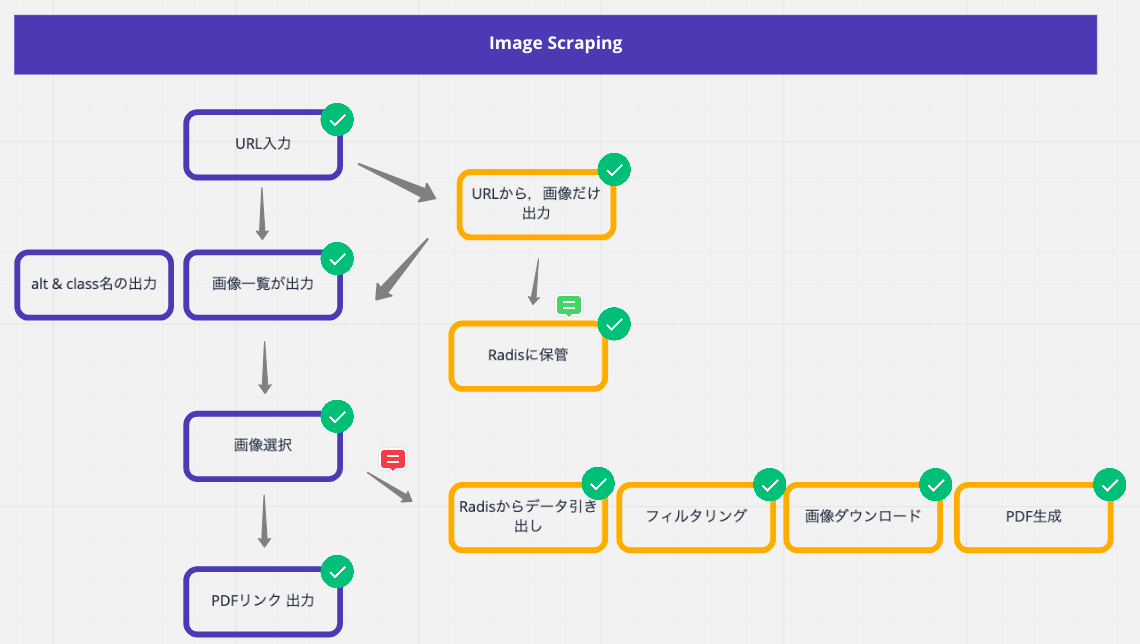 Image Scraping
URL入力
URLから，画像だけ
出力
alt & class名の出力
画像一覧が出力
Radisに保管
画像選択
Radisからデータ引き
出し
フィルタリング
画像ダウンロード
PDF生成
PDFリンク 出力